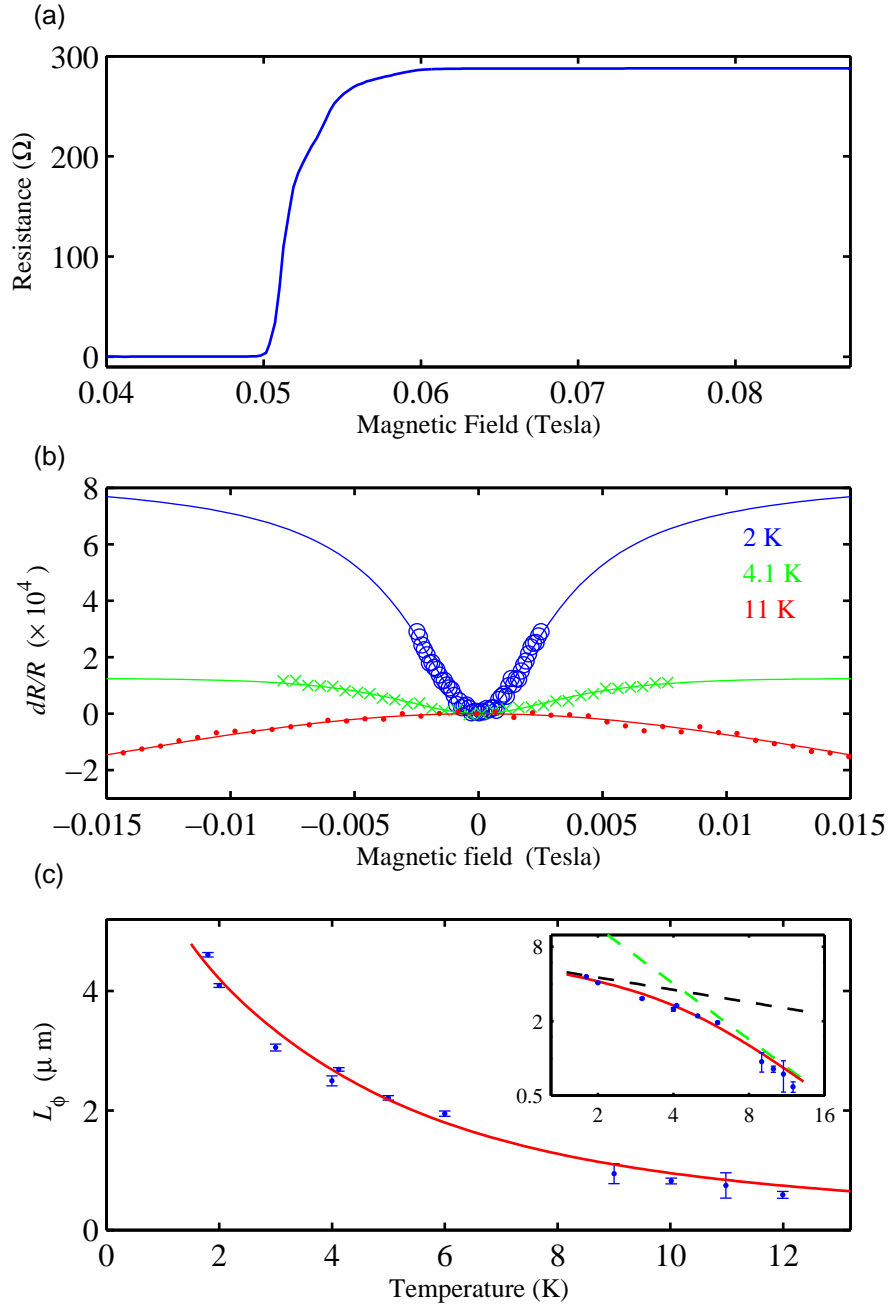 (a)
300
200
100
0
Resistance (Ω)
0.04 0.05 0.06 0.07 0.08
Magnetic Field (Tesla)
(b)
8
6
4
2
0
−2
dR/R (× 10⁴)
2 K
4.1 K
11 K
−0.015 −0.01 −0.005 0 0.005 0.01 0.015
Magnetic field (Tesla)
(c)
4
2
0
L_ϕ (μ m)
8
2
0.5
2 4 8 16
0 2 4 6 8 10 12
Temperature (K)